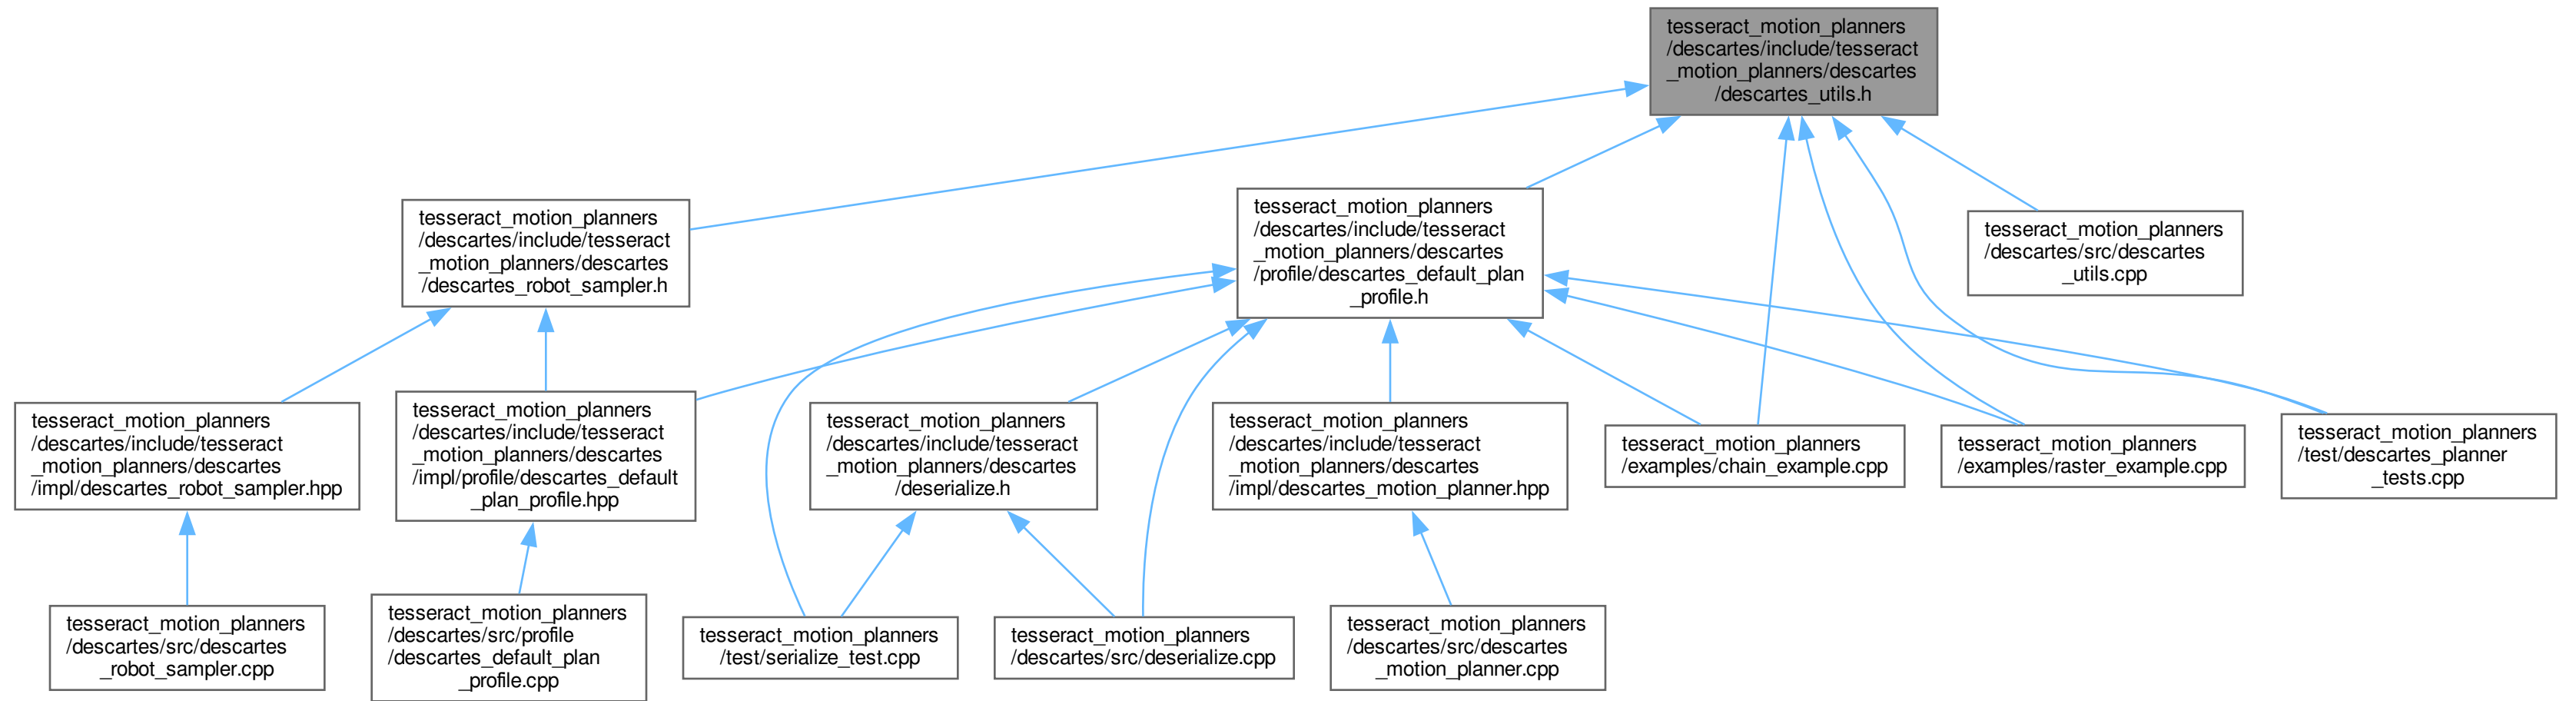 tesseract_motion_planners
/descartes/include/tesseract
_motion_planners/descartes
/descartes_utils.h
tesseract_motion_planners
/descartes/include/tesseract
_motion_planners/descartes
/descartes_robot_sampler.h
tesseract_motion_planners
/descartes/include/tesseract
_motion_planners/descartes
/profile/descartes_default_plan
_profile.h
tesseract_motion_planners
/descartes/src/descartes
_utils.cpp
tesseract_motion_planners
/descartes/include/tesseract
_motion_planners/descartes
/impl/descartes_robot_sampler.hpp
tesseract_motion_planners
/descartes/include/tesseract
_motion_planners/descartes
/impl/profile/descartes_default
_plan_profile.hpp
tesseract_motion_planners
/descartes/include/tesseract
_motion_planners/descartes
/deserialize.h
tesseract_motion_planners
/descartes/include/tesseract
_motion_planners/descartes
/impl/descartes_motion_planner.hpp
tesseract_motion_planners
/examples/chain_example.cpp
tesseract_motion_planners
/examples/raster_example.cpp
tesseract_motion_planners
/test/descartes_planner
_tests.cpp
tesseract_motion_planners
/descartes/src/descartes
_robot_sampler.cpp
tesseract_motion_planners
/descartes/src/profile
/descartes_default_plan
_profile.cpp
tesseract_motion_planners
/test/serialize_test.cpp
tesseract_motion_planners
/descartes/src/deserialize.cpp
tesseract_motion_planners
/descartes/src/descartes
_motion_planner.cpp